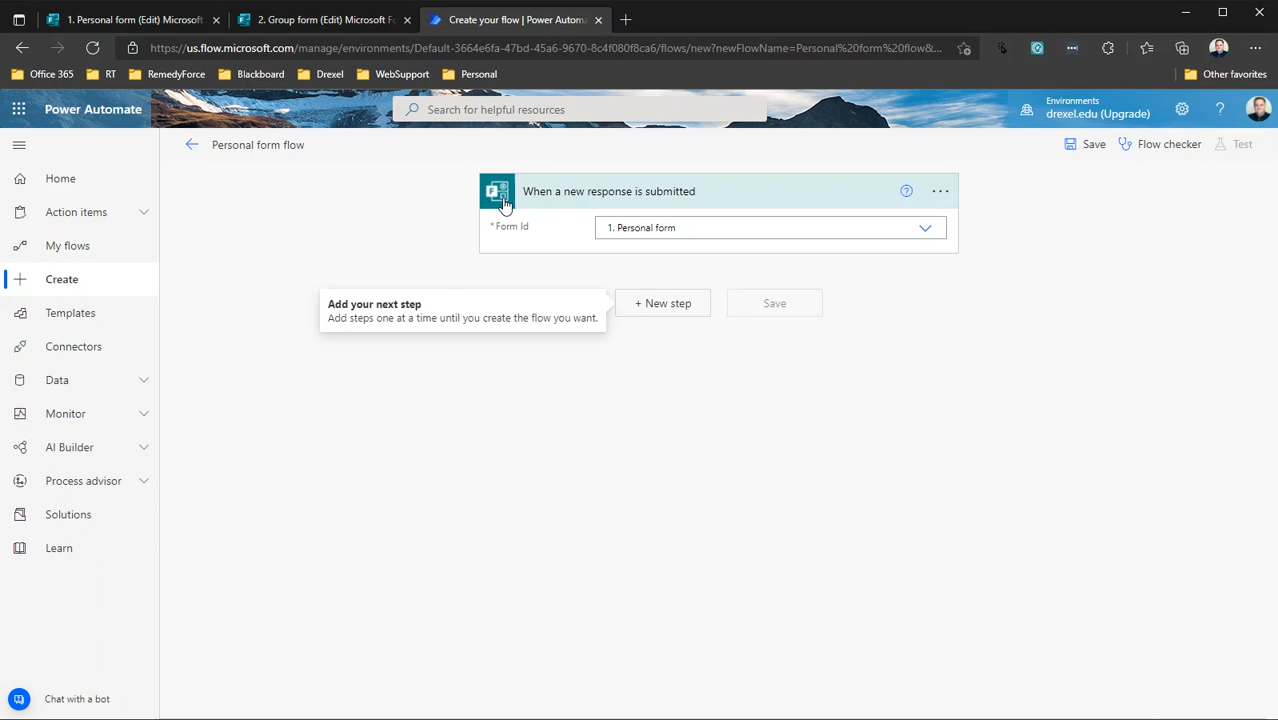 1. Personal form (Edit) Microsoft
2. Group form (Edit) Microsoft Fo
Create your flow | Power Automa
https://us.flow.microsoft.com/manage/environments/Default-3664e6fa-47bd-45a6-9670-8c4f080f8ca6/flows/new?newFlowName=Personal%20form%20flow&...
Office 365
RT
RemedyForce
Blackboard
Drexel
WebSupport
Personal
Other favorites
Power Automate
Search for helpful resources
Environments
drexel.edu (Upgrade)
Personal form flow
Save
Flow checker
Test
Home
Action items
My flows
Create
Templates
Connectors
Data
Monitor
AI Builder
Process advisor
Solutions
Learn
Chat with a bot
When a new response is submitted
*Form Id
1. Personal form
Add your next step
Add steps one at a time until you create the flow you want.
+ New step
Save